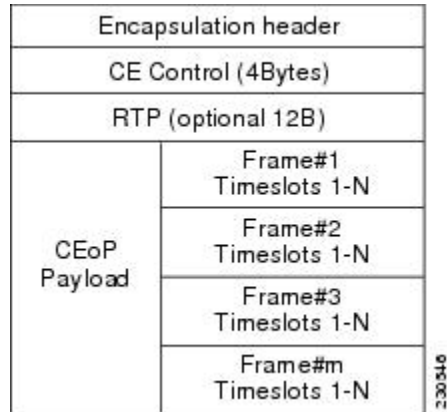 Encapsulation header
CE Control (4Bytes)
RTP (optional 12B)
CEoP
Payload
Frame#1
Timeslots 1-N
Frame#2
Timeslots 1-N
Frame#3
Timeslots 1-N
Frame#m
Timeslots 1-N
230546